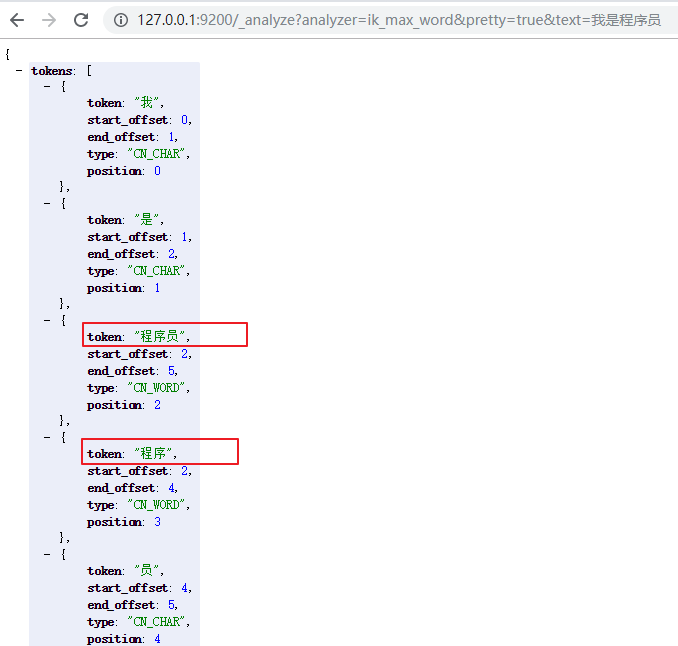 127.0.0.1:9200/_analyze?analyzer=ik_max_word&pretty=true&text=我是程序员
{
− tokens: [
− {
token: "我",
start_offset: 0,
end_offset: 1,
type: "CN_CHAR",
position: 0
},
− {
token: "是",
start_offset: 1,
end_offset: 2,
type: "CN_CHAR",
position: 1
},
− {
token: "程序员",
start_offset: 2,
end_offset: 5,
type: "CN_WORD",
position: 2
},
− {
token: "程序",
start_offset: 2,
end_offset: 4,
type: "CN_WORD",
position: 3
},
− {
token: "员",
start_offset: 4,
end_offset: 5,
type: "CN_CHAR",
position: 4